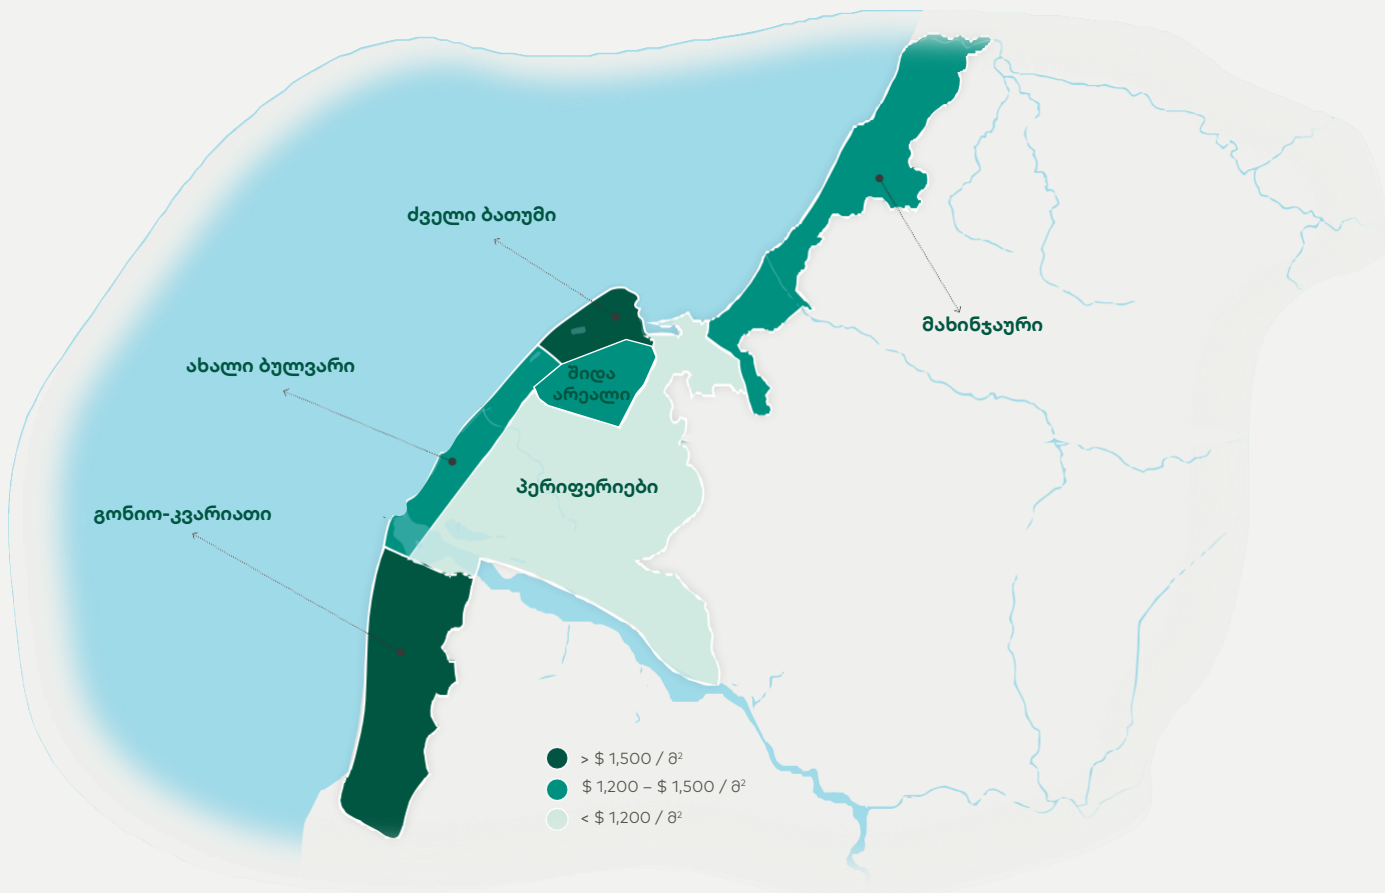 ძველი ბათუმი
მახინჯაური
ახალი ბულვარი
შიდა
არეალი
პერიფერიები
გონიო-კვარიათი
> $ 1,500 / მ²
$ 1,200 – $ 1,500 / მ²
< $ 1,200 / მ²